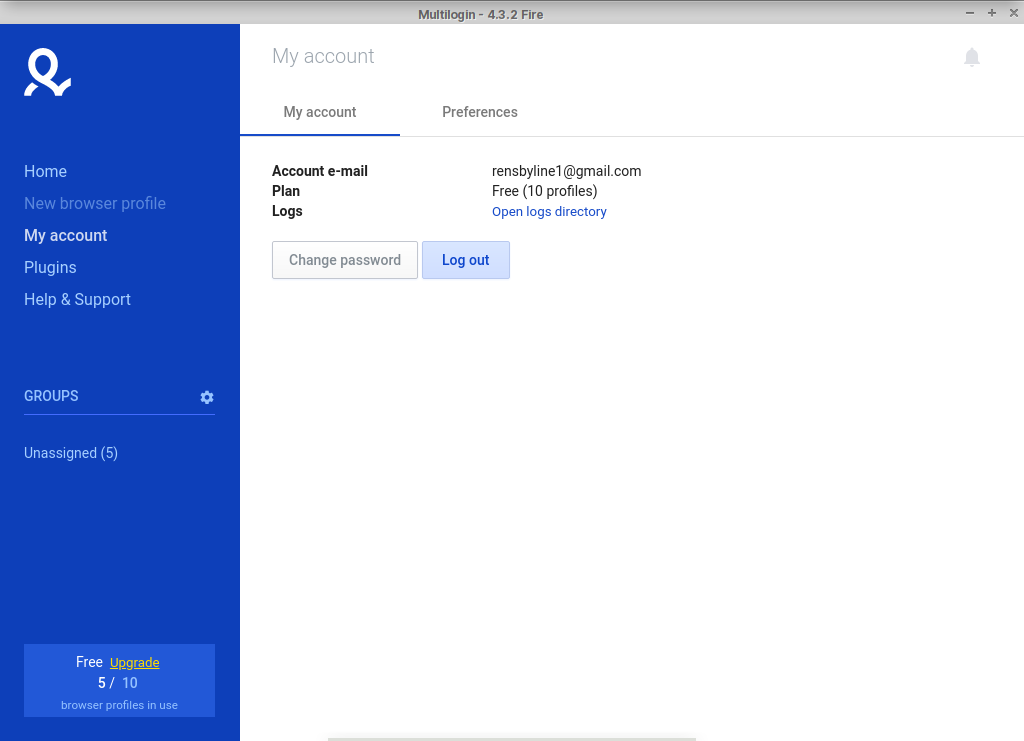 Multilogin - 4.3.2 Fire
My account
My account Preferences
Home
New browser profile
My account
Plugins
Help & Support
GROUPS
Unassigned (5)
Free Upgrade
5 / 10
browser profiles in use
Account e-mail rensbyline1@gmail.com
Plan Free (10 profiles)
Logs Open logs directory
Change password Log out